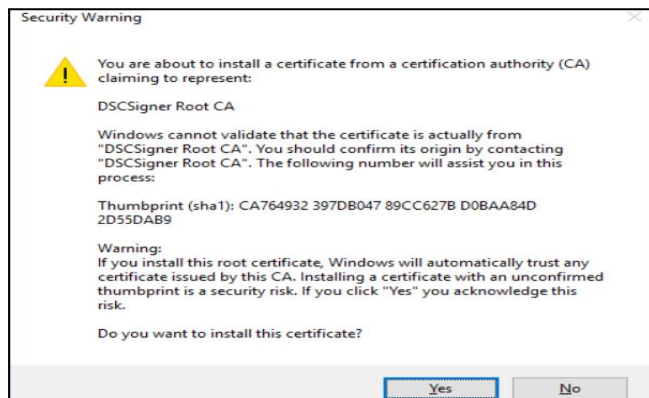 Security Warning
You are about to install a certificate from a certification authority (CA)
claiming to represent:
DSCSigner Root CA
Windows cannot validate that the certificate is actually from
"DSCSigner Root CA". You should confirm its origin by contacting
"DSCSigner Root CA". The following number will assist you in this
process:
Thumbprint (sha1): CA764932 397DB047 89CC627B D0BAA84D
2D55DAB9
Warning:
If you install this root certificate, Windows will automatically trust any
certificate issued by this CA. Installing a certificate with an unconfirmed
thumbprint is a security risk. If you click "Yes" you acknowledge this
risk.
Do you want to install this certificate?
Yes No